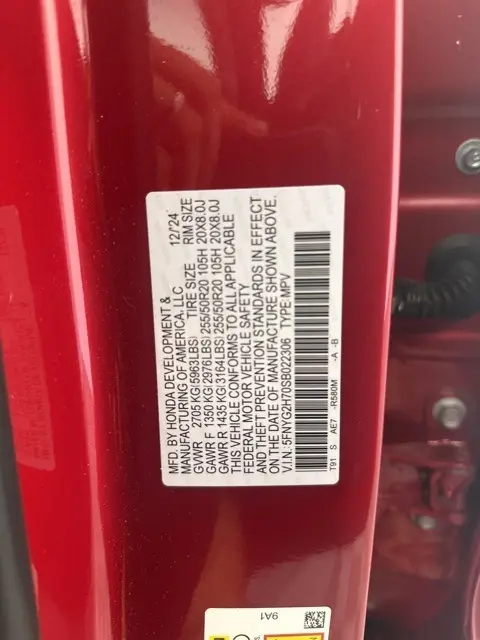 MFD. BY HONDA DEVELOPMENT &
MANUFACTURING OF AMERICA, LLC 12/'24
GVWR 2705 KG(5963LBS) TIRE SIZE RIM SIZE
GAWR F 1350 KG(2976LBS) 255/50R20 105H 20X8.0J
GAWR R 1435 KG(3164LBS) 255/50R20 105H 20X8.0J
THIS VEHICLE CONFORMS TO ALL APPLICABLE
FEDERAL MOTOR VEHICLE SAFETY
AND THEFT PREVENTION STANDARDS IN EFFECT
ON THE DATE OF MANUFACTURE SHOWN ABOVE.
V.I.N.:5FNYG2H70SB022306 TYPE:MPV
T91 S AE7 -R580M -A -B
9A1